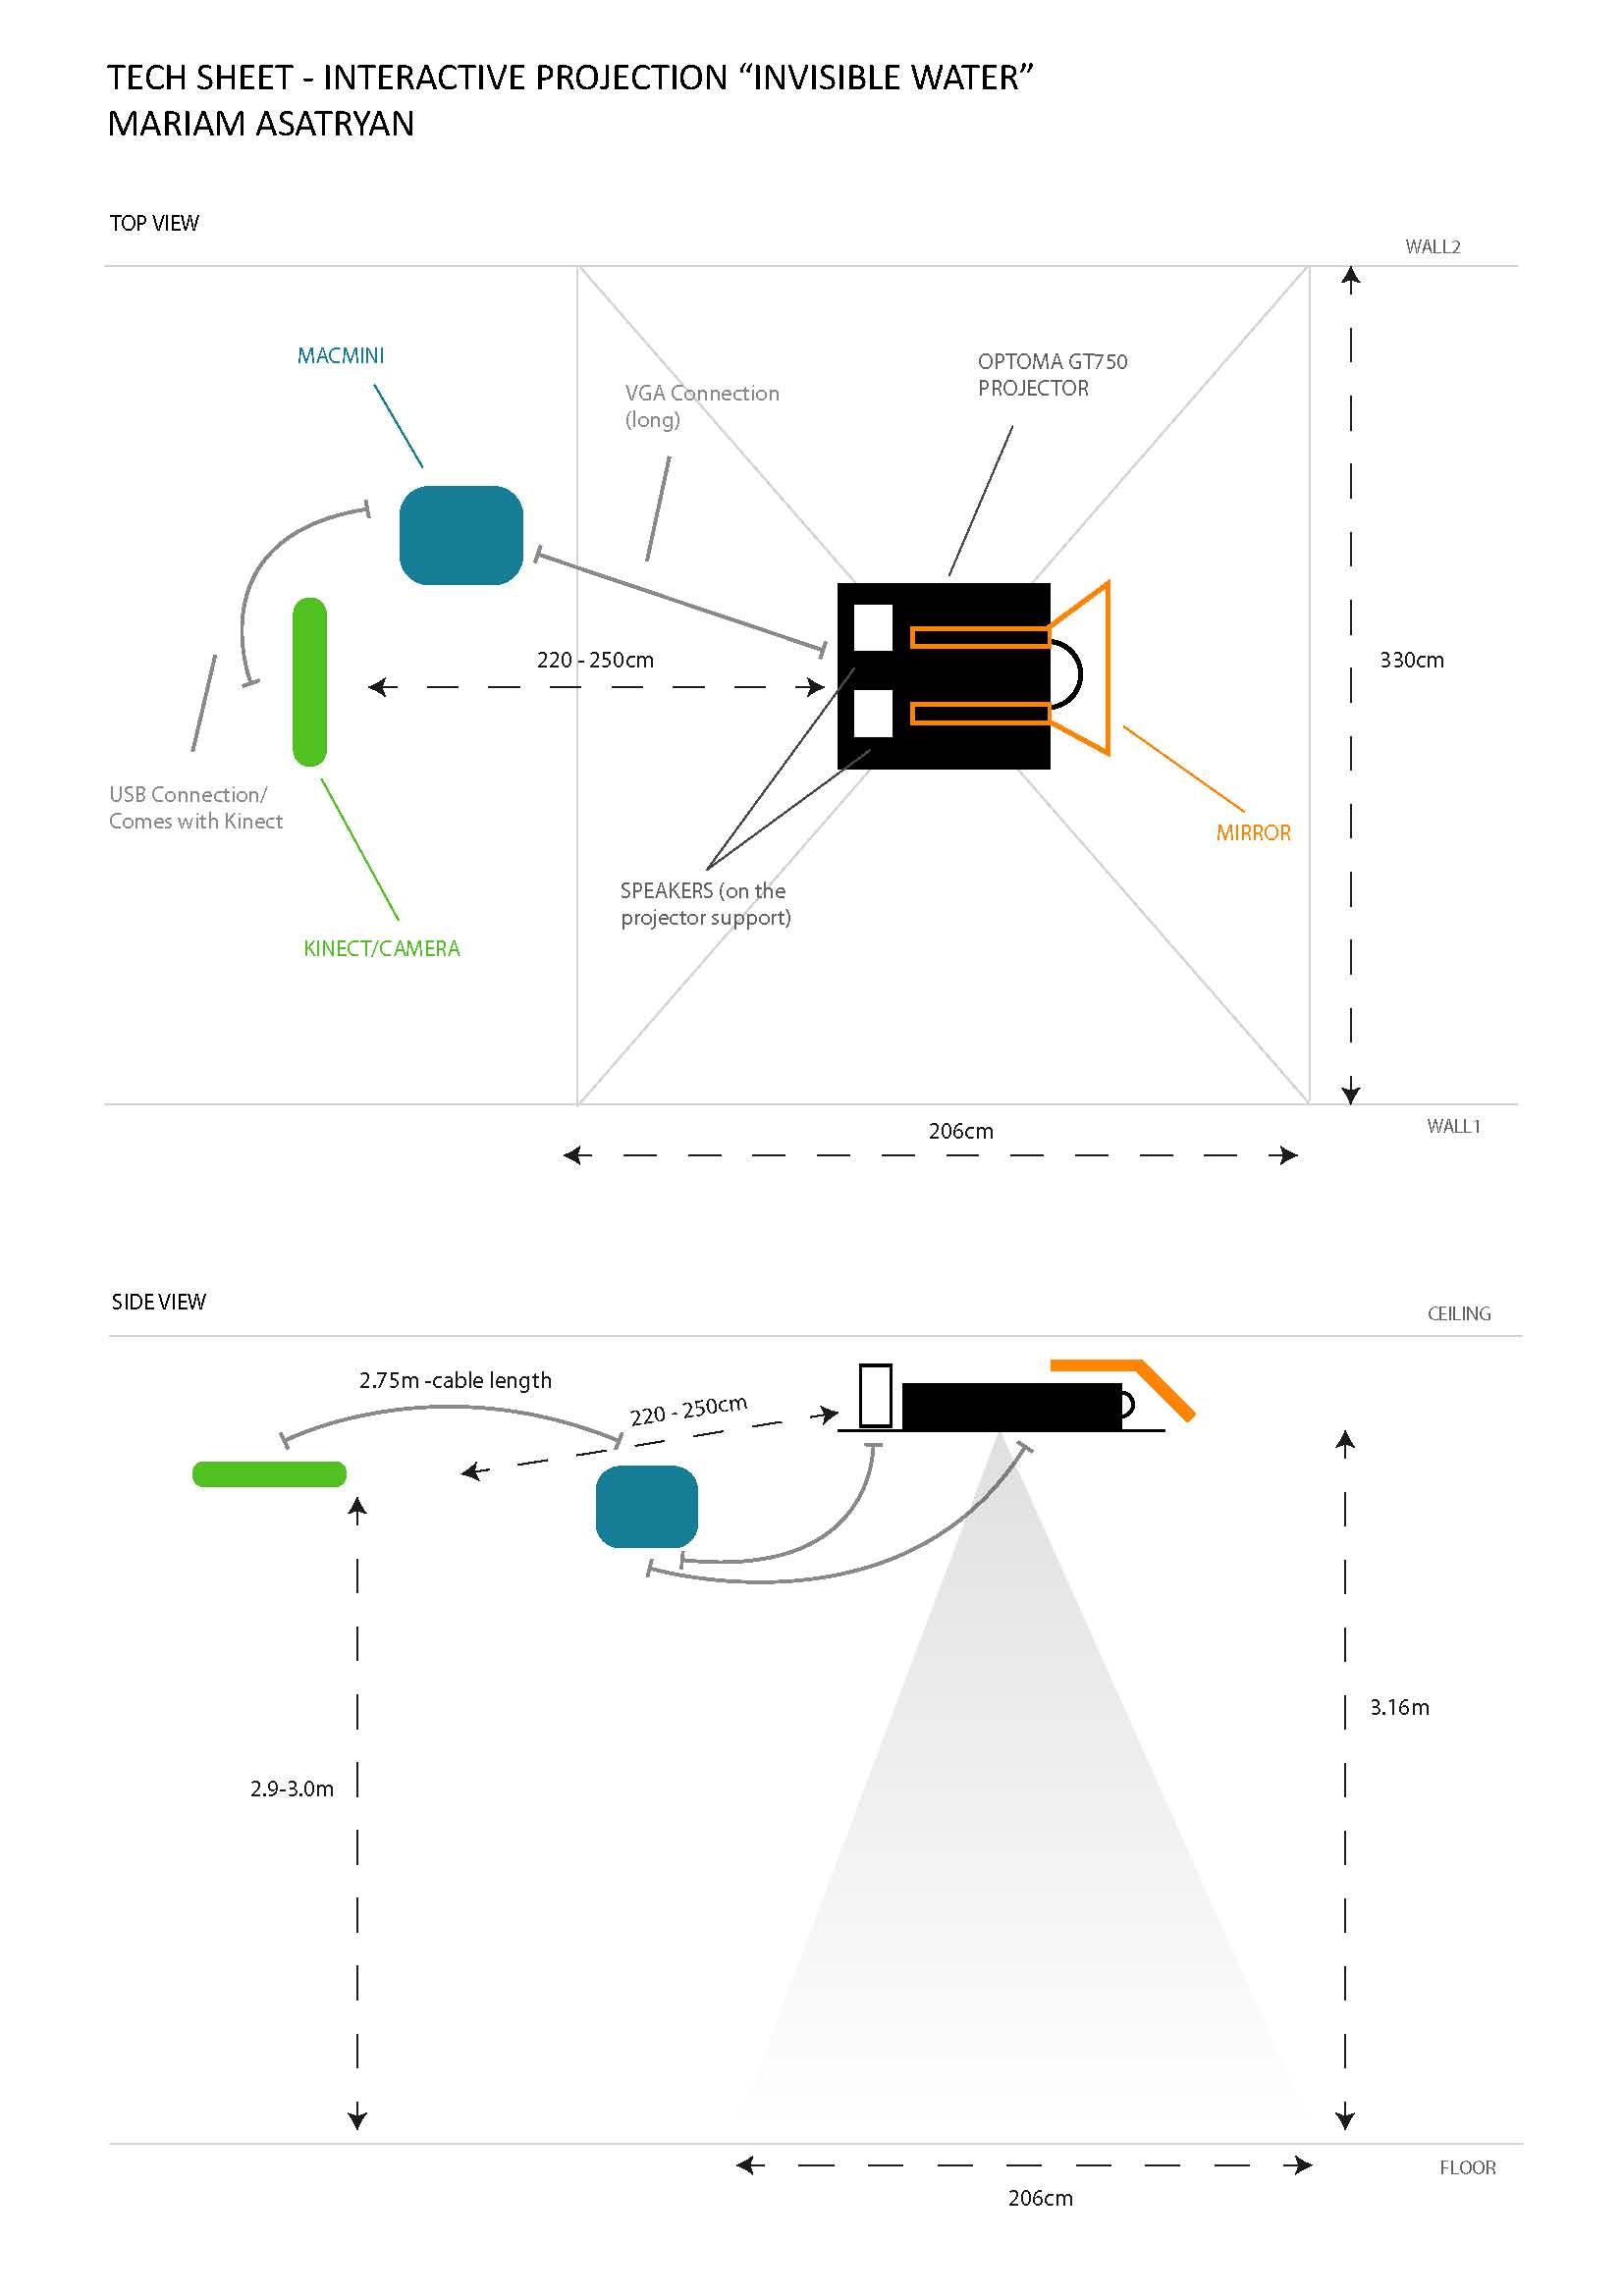 TECH SHEET - INTERACTIVE PROJECTION “INVISIBLE WATER”
MARIAM ASATRYAN
TOP VIEW
WALL2
MACMINI
OPTOMA GT750
PROJECTOR
VGA Connection
(long)
220 - 250cm
330cm
USB Connection/
Comes with Kinect
MIRROR
SPEAKERS (on the
projector support)
KINECT/CAMERA
WALL1
206cm
SIDE VIEW
CEILING
2.75m -cable length
220 - 250cm
3.16m
2.9-3.0m
FLOOR
206cm